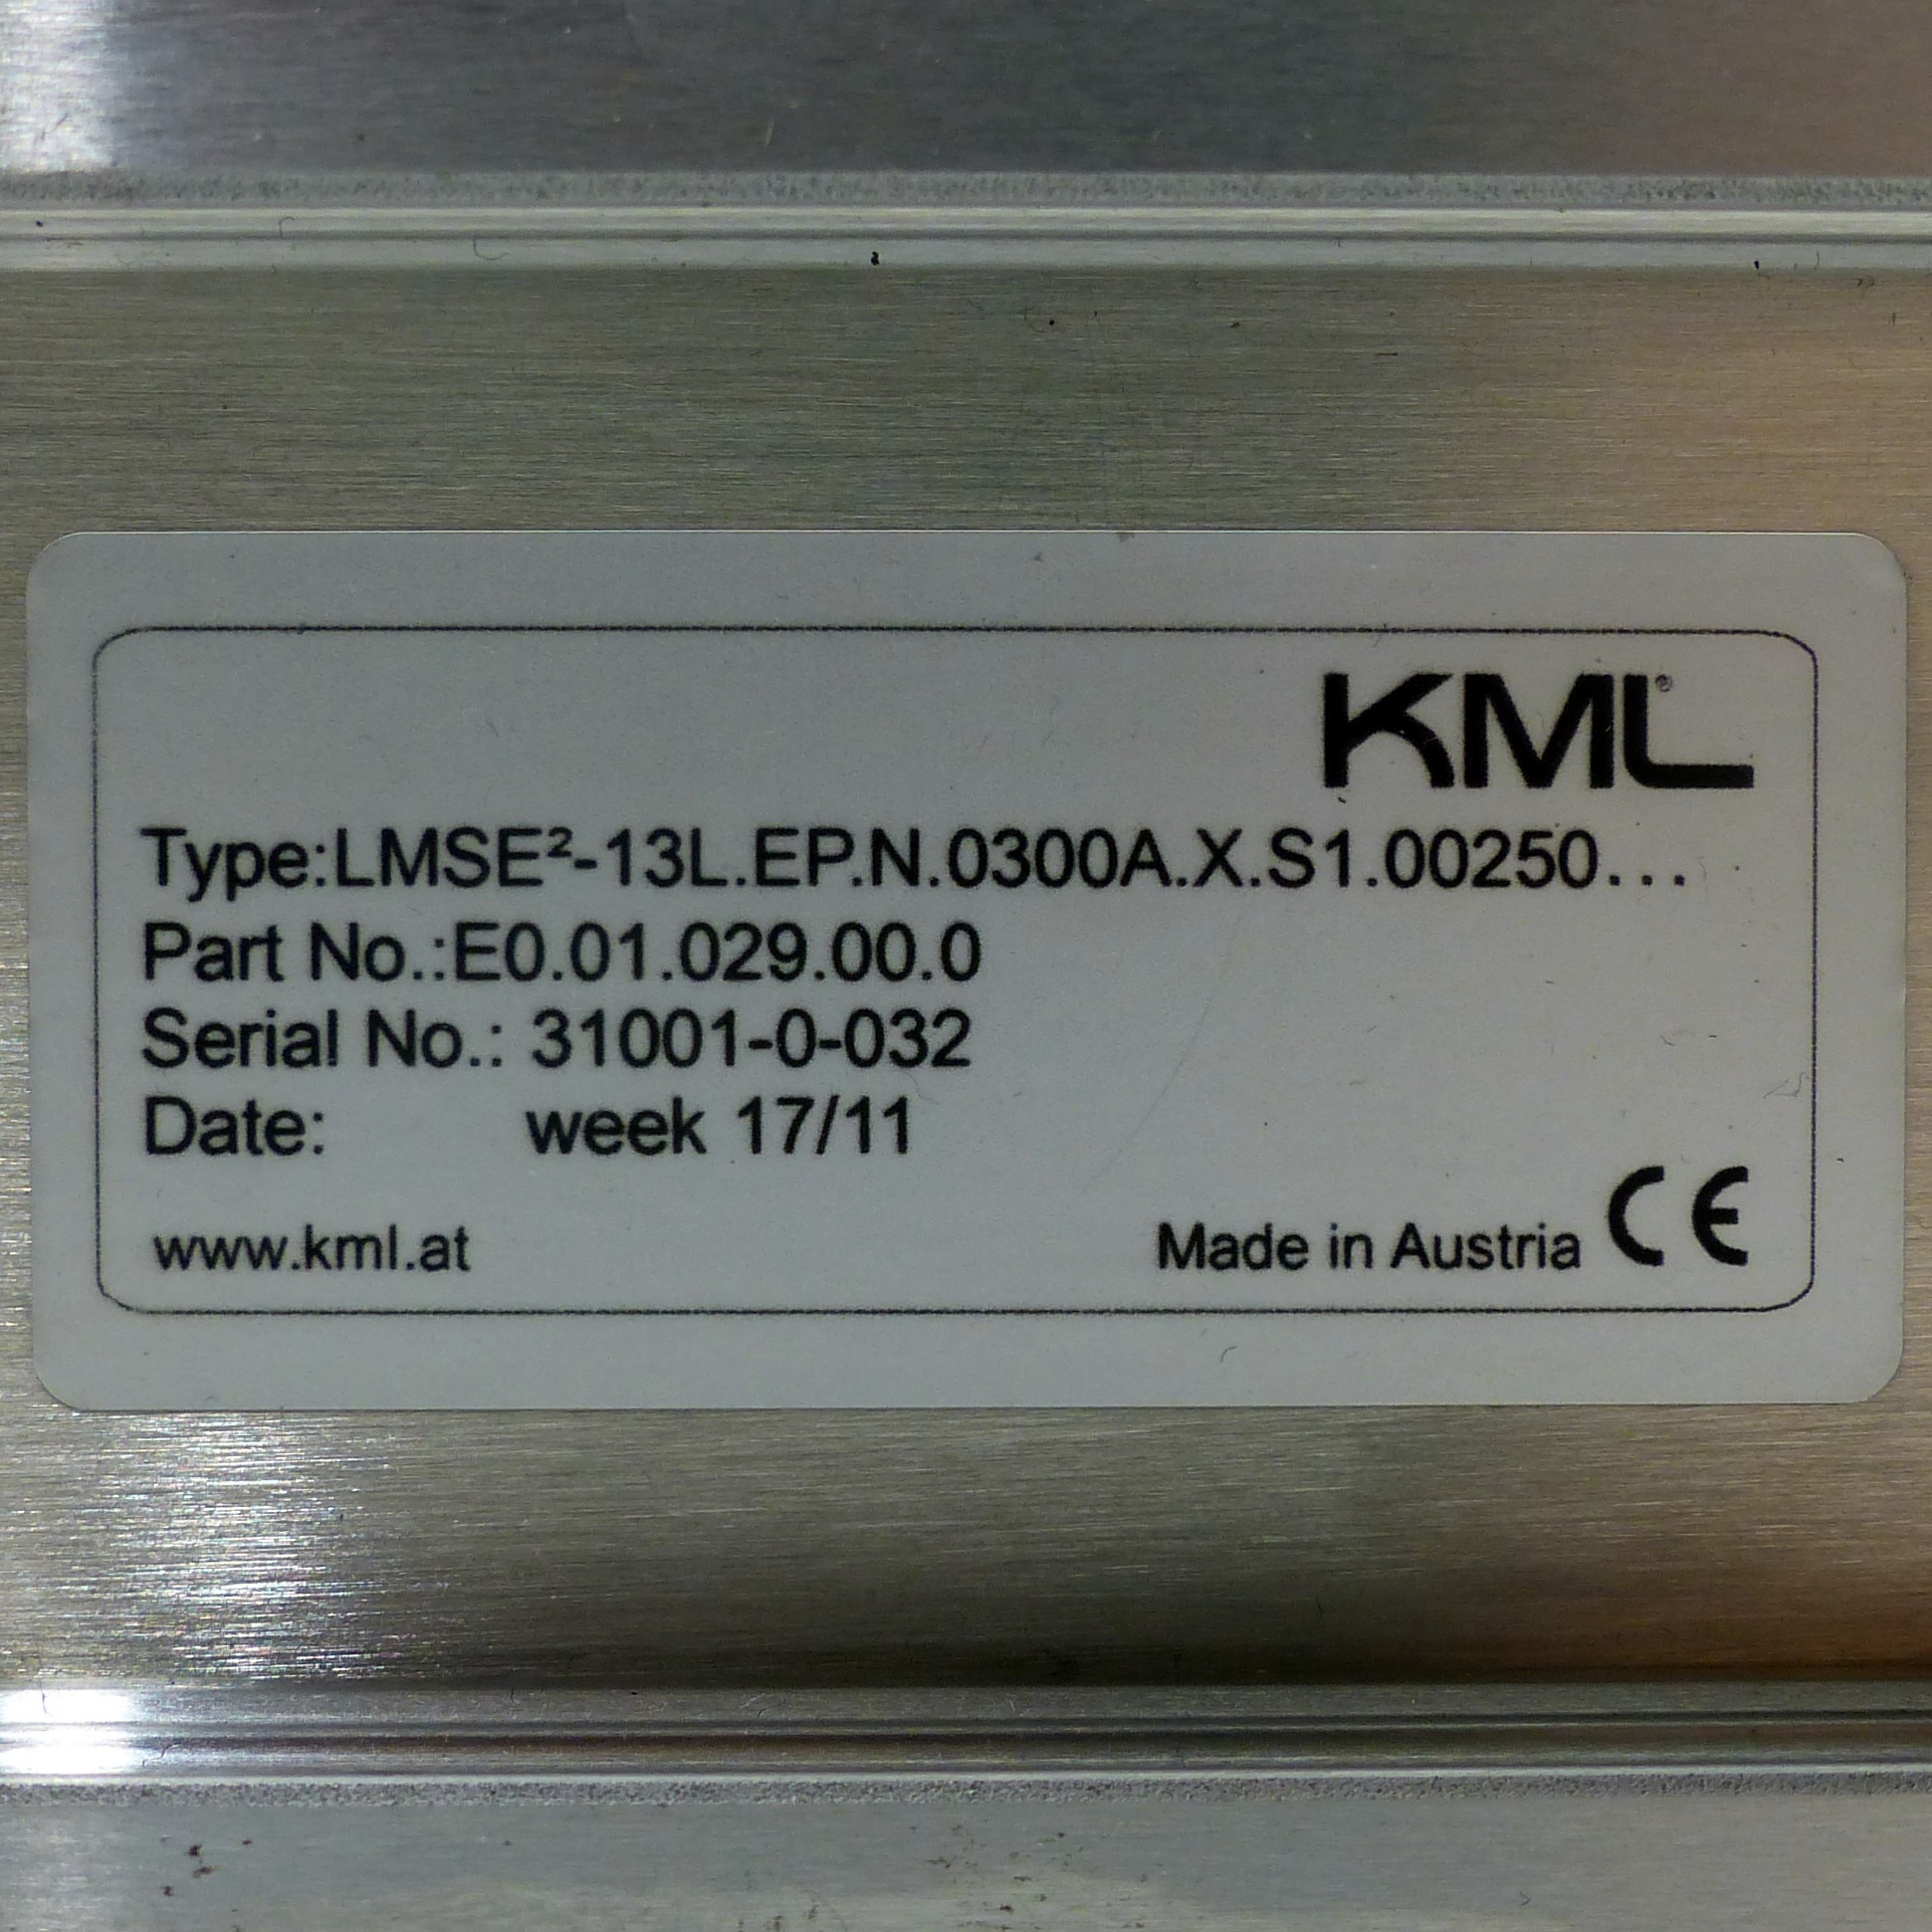 KML®
Type:LMSE²-13L.EP.N.0300A.X.S1.00250...
Part No.:E0.01.029.00.0
Serial No.: 31001-0-032
Date: week 17/11
www.kml.at Made in Austria CE